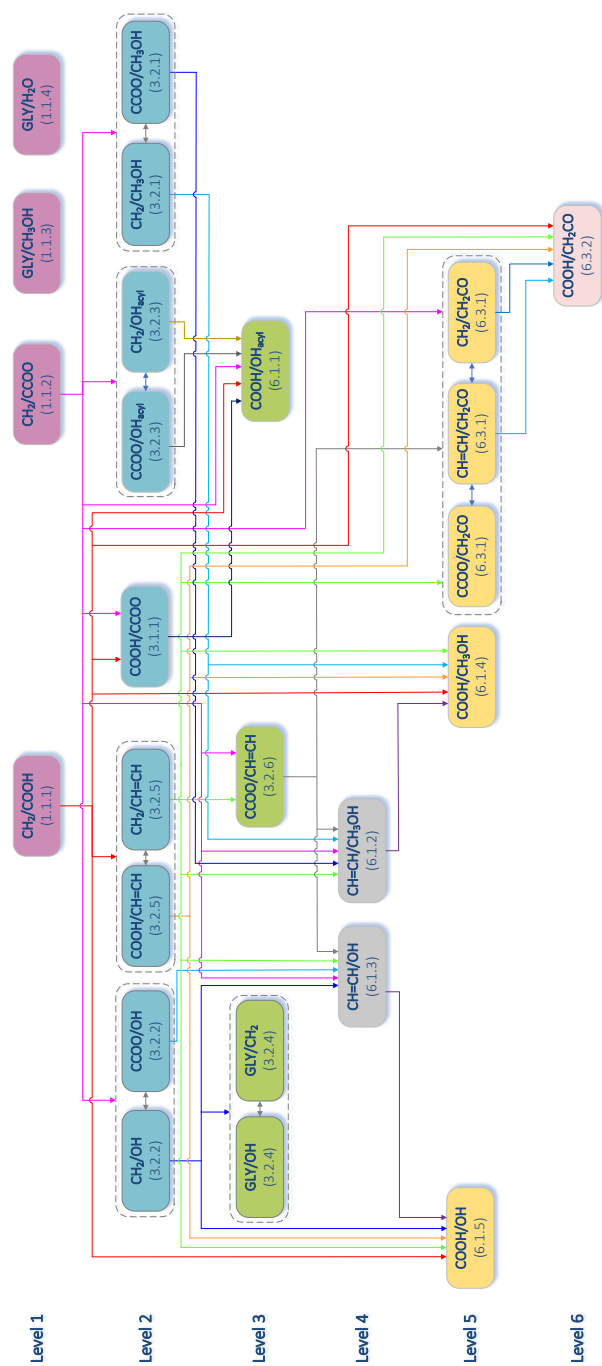 Level 1
CH₂/COOH
(1.1.1)
CH₂/CCOO
(1.1.2)
GLY/CH₃OH
(1.1.3)
GLY/H₂O
(1.1.4)
Level 2
CH₂/OH
(3.2.2)
CCOO/OH
(3.2.2)
COOH/CH=CH
(3.2.5)
CH₂/CH=CH
(3.2.5)
COOH/CCOO
(3.1.1)
CCOO/OHacyl
(3.2.3)
CH₂/OHacyl
(3.2.3)
CH₂/CH₃OH
(3.2.1)
CCOO/CH₃OH
(3.2.1)
Level 3
GLY/OH
(3.2.4)
GLY/CH₂
(3.2.4)
CCOO/CH=CH
(3.2.6)
COOH/OHacyl
(6.1.1)
Level 4
CH=CH/OH
(6.1.3)
CH=CH/CH₃OH
(6.1.2)
Level 5
COOH/OH
(6.1.5)
COOH/CH₃OH
(6.1.4)
CCOO/CH₂CO
(6.3.1)
CH=CH/CH₂CO
(6.3.1)
CH₂/CH₂CO
(6.3.1)
Level 6
COOH/CH₂CO
(6.3.2)